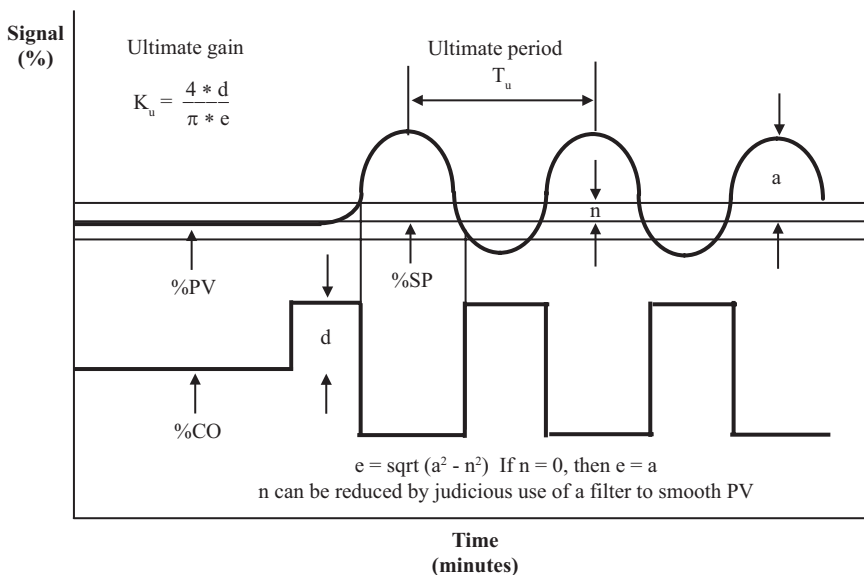 Signal
(%)
Ultimate gain
K_u = 4 * d
π * e
Ultimate period
T_u
a
n
%PV
%SP
d
%CO
e = sqrt (a² - n²) If n = 0, then e = a
n can be reduced by judicious use of a filter to smooth PV
Time
(minutes)